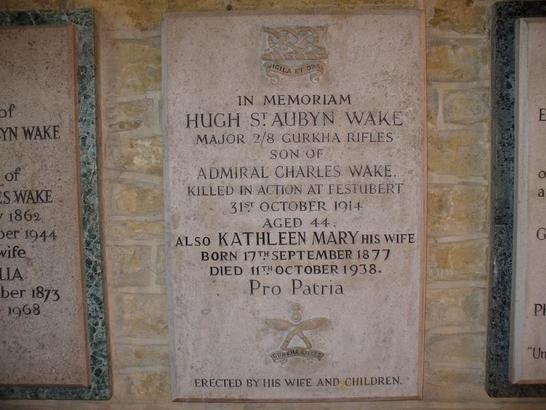 of
BYN WAKE
of
ES WAKE
1862
ber 1944
wife
LIA
ber 1873
1968
VIGILA ET ORA
IN MEMORIAM
HUGH ST. AUBYN WAKE
MAJOR 2/8 GURKHA RIFLES
SON OF
ADMIRAL CHARLES WAKE.
KILLED IN ACTION AT FESTUBERT
31ST OCTOBER 1914
AGED 44.
ALSO KATHLEEN MARY HIS WIFE
BORN 17TH SEPTEMBER 1877
DIED 11TH OCTOBER 1938.
Pro Patria
GURKHA RIFLES
ERECTED BY HIS WIFE AND CHILDREN.
"Un